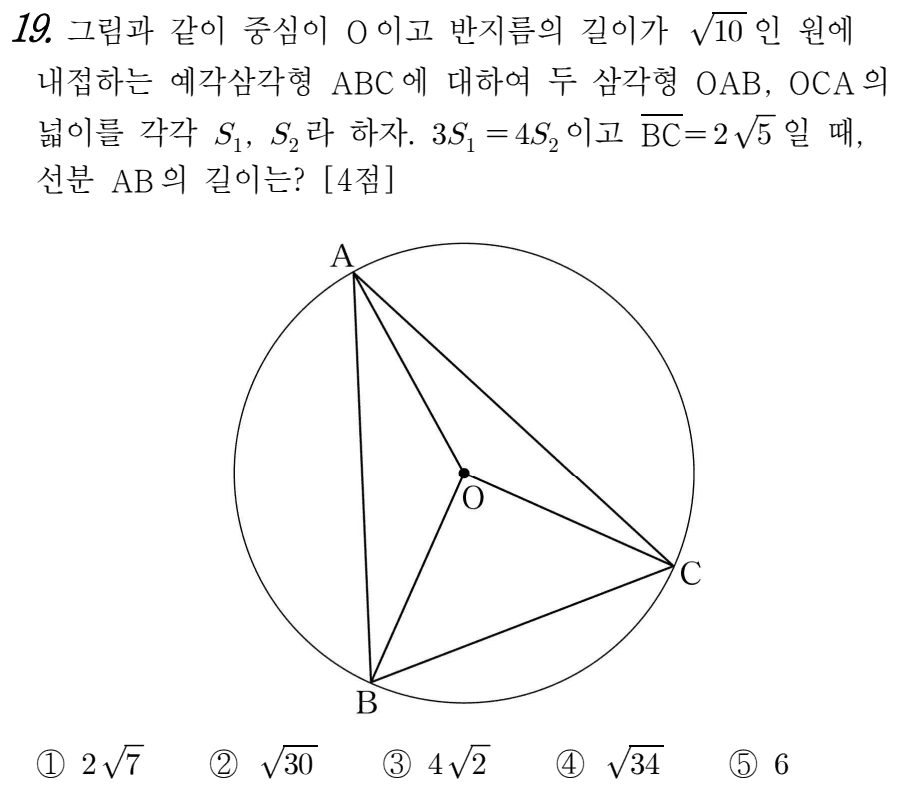 19. 그림과 같이 중심이 O이고 반지름의 길이가 √10인 원에
내접하는 예각삼각형 ABC에 대하여 두 삼각형 OAB, OCA의
넓이를 각각 S₁, S₂라 하자. 3S₁=4S₂이고 B̅C̅=2√5일 때,
선분 AB의 길이는? [4점]
A
O
C
B
① 2√7 ② √30 ③ 4√2 ④ √34 ⑤ 6